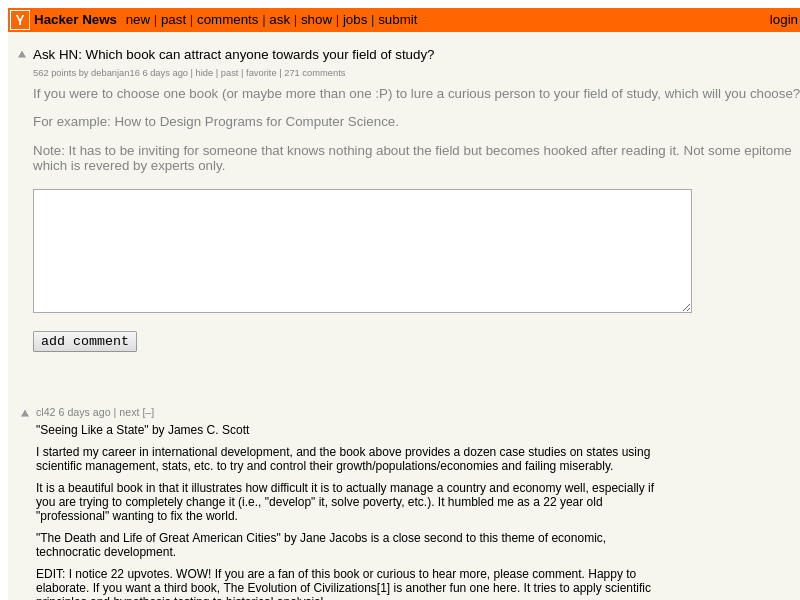 Y Hacker News new | past | comments | ask | show | jobs | submit login
Ask HN: Which book can attract anyone towards your field of study?
562 points by debanjan16 6 days ago | hide | past | favorite | 271 comments
If you were to choose one book (or maybe more than one :P) to lure a curious person to your field of study, which will you choose?
For example: How to Design Programs for Computer Science.
Note: It has to be inviting for someone that knows nothing about the field but becomes hooked after reading it. Not some epitome
which is revered by experts only.
add comment
cl42 6 days ago | next [–]
"Seeing Like a State" by James C. Scott
I started my career in international development, and the book above provides a dozen case studies on states using
scientific management, stats, etc. to try and control their growth/populations/economies and failing miserably.
It is a beautiful book in that it illustrates how difficult it is to actually manage a country and economy well, especially if
you are trying to completely change it (i.e., "develop" it, solve poverty, etc.). It humbled me as a 22 year old
"professional" wanting to fix the world.
"The Death and Life of Great American Cities" by Jane Jacobs is a close second to this theme of economic,
technocratic development.
EDIT: I notice 22 upvotes. WOW! If you are a fan of this book or curious to hear more, please comment. Happy to
elaborate. If you want a third book, The Evolution of Civilizations[1] is another fun one here. It tries to apply scientific
principles and hypothesis testing to historical analysis!